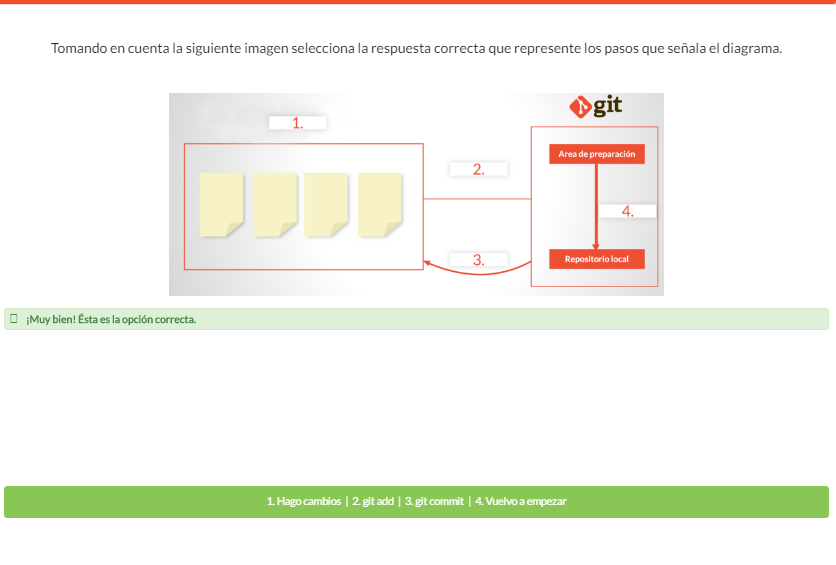 Tomando en cuenta la siguiente imagen selecciona la respuesta correcta que represente los pasos que señala el diagrama.
git
1.
Area de preparación
2.
4.
3.
Repositorio local
¡Muy bien! Ésta es la opción correcta.
1. Hago cambios | 2. git add | 3. git commit | 4. Vuelvo a empezar